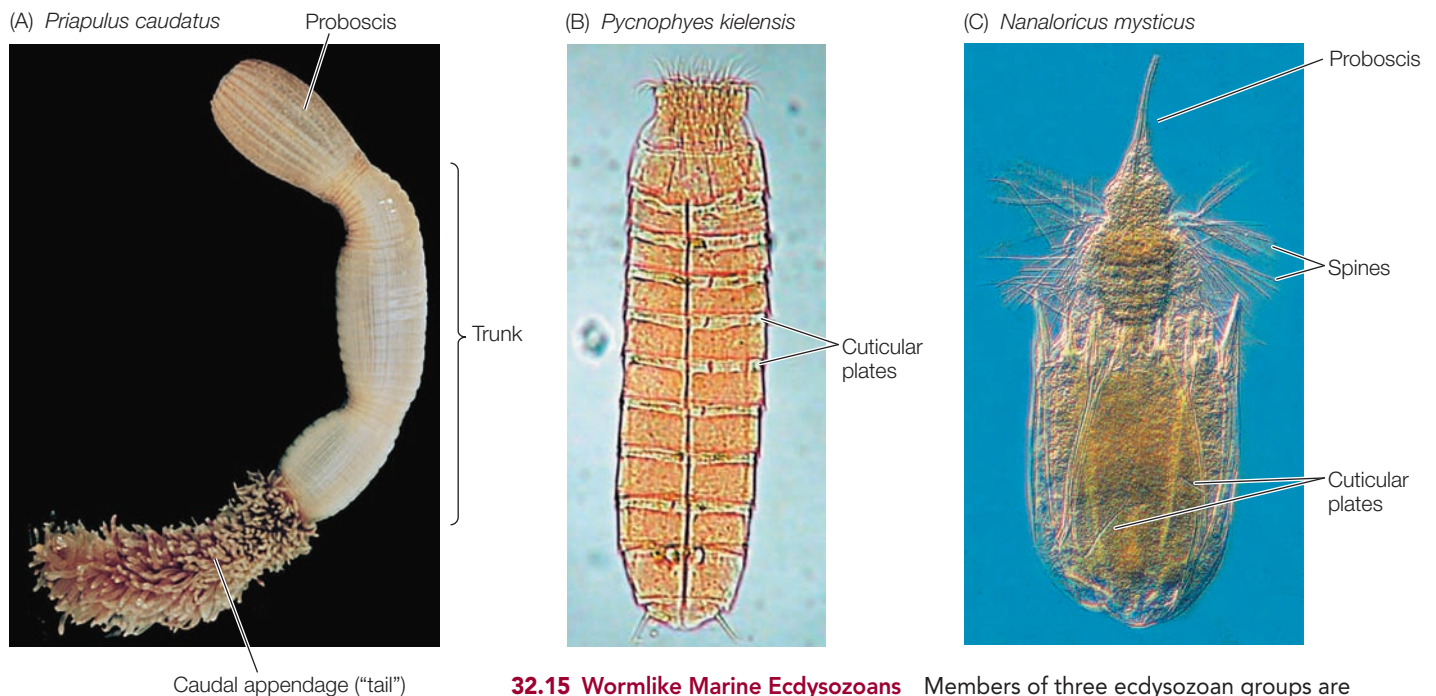 (A) Priapulus caudatus
Proboscis
Trunk
Caudal appendage (“tail”)
(B) Pycnophyes kielensis
Cuticular
plates
(C) Nanaloricus mysticus
Proboscis
Spines
Cuticular
plates
32.15 Wormlike Marine Ecdysozoans Members of three ecdysozoan groups are